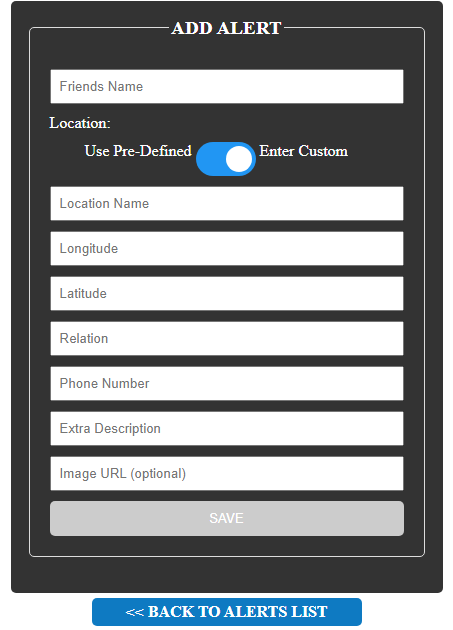 ADD ALERT
Friends Name
Location:
Use Pre-Defined Enter Custom
Location Name
Longitude
Latitude
Relation
Phone Number
Extra Description
Image URL (optional)
SAVE
<< BACK TO ALERTS LIST